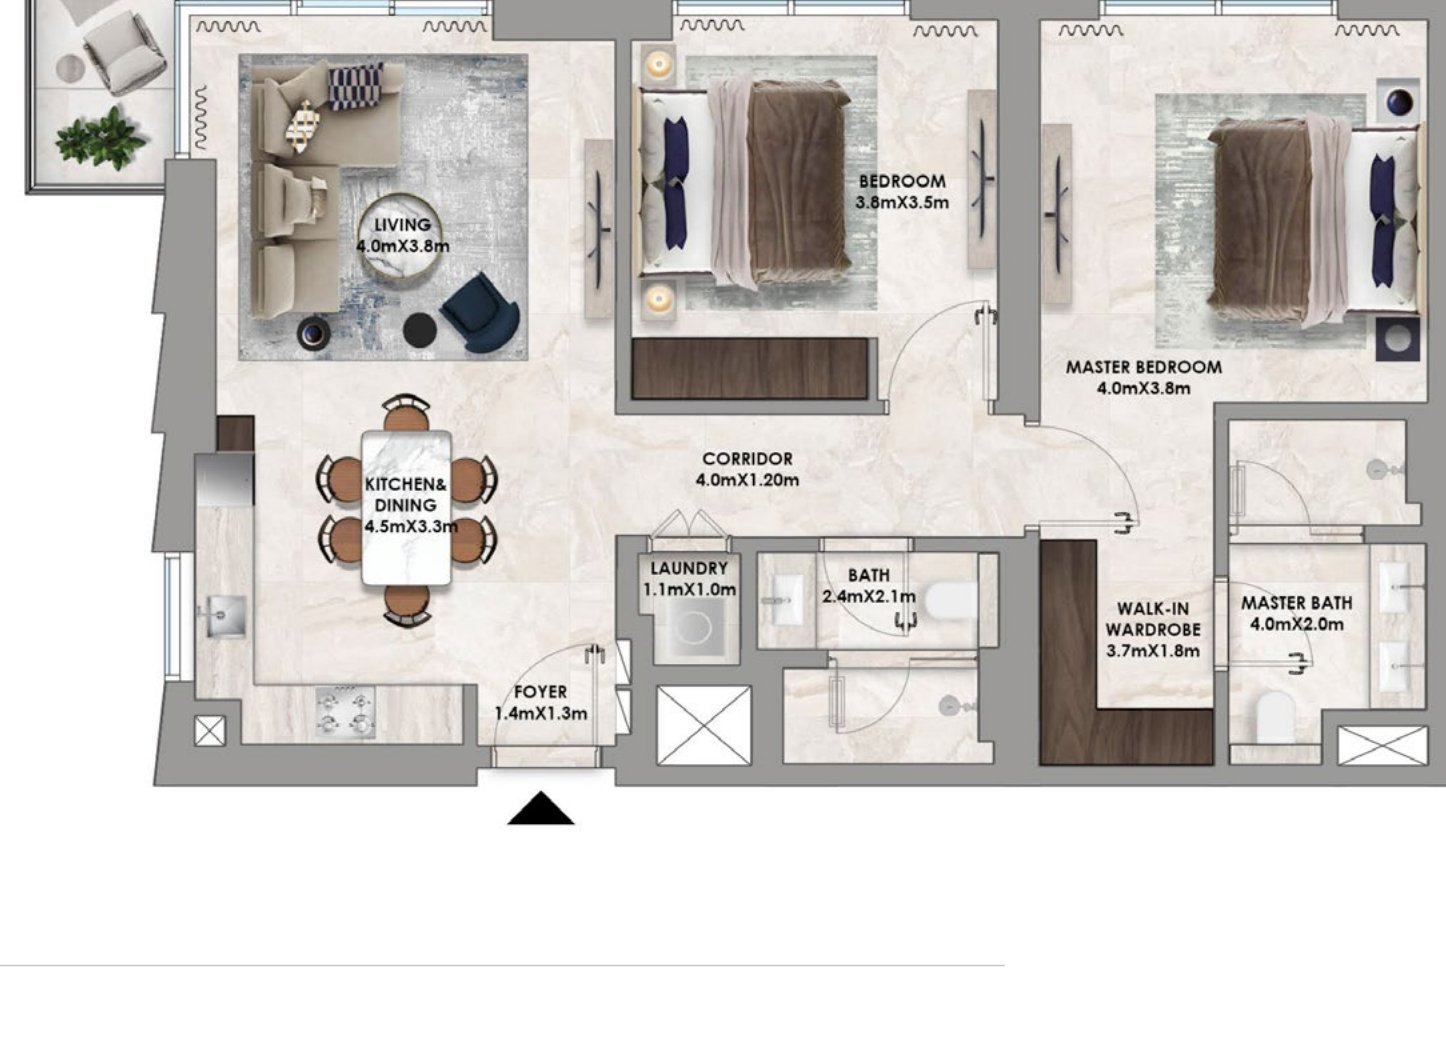 LIVING
4.0mX3.8m
BEDROOM
3.8mX3.5m
MASTER BEDROOM
4.0mX3.8m
KITCHEN&
DINING
4.5mX3.3m
CORRIDOR
4.0mX1.20m
LAUNDRY
1.1mX1.0m
BATH
2.4mX2.1m
WALK-IN
WARDROBE
3.7mX1.8m
MASTER BATH
4.0mX2.0m
FOYER
1.4mX1.3m